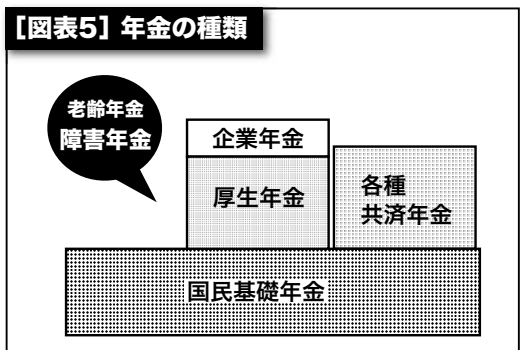 ［図表5］年金の種類
老齢年金
障害年金
企業年金
厚生年金
各種
共済年金
国民基礎年金